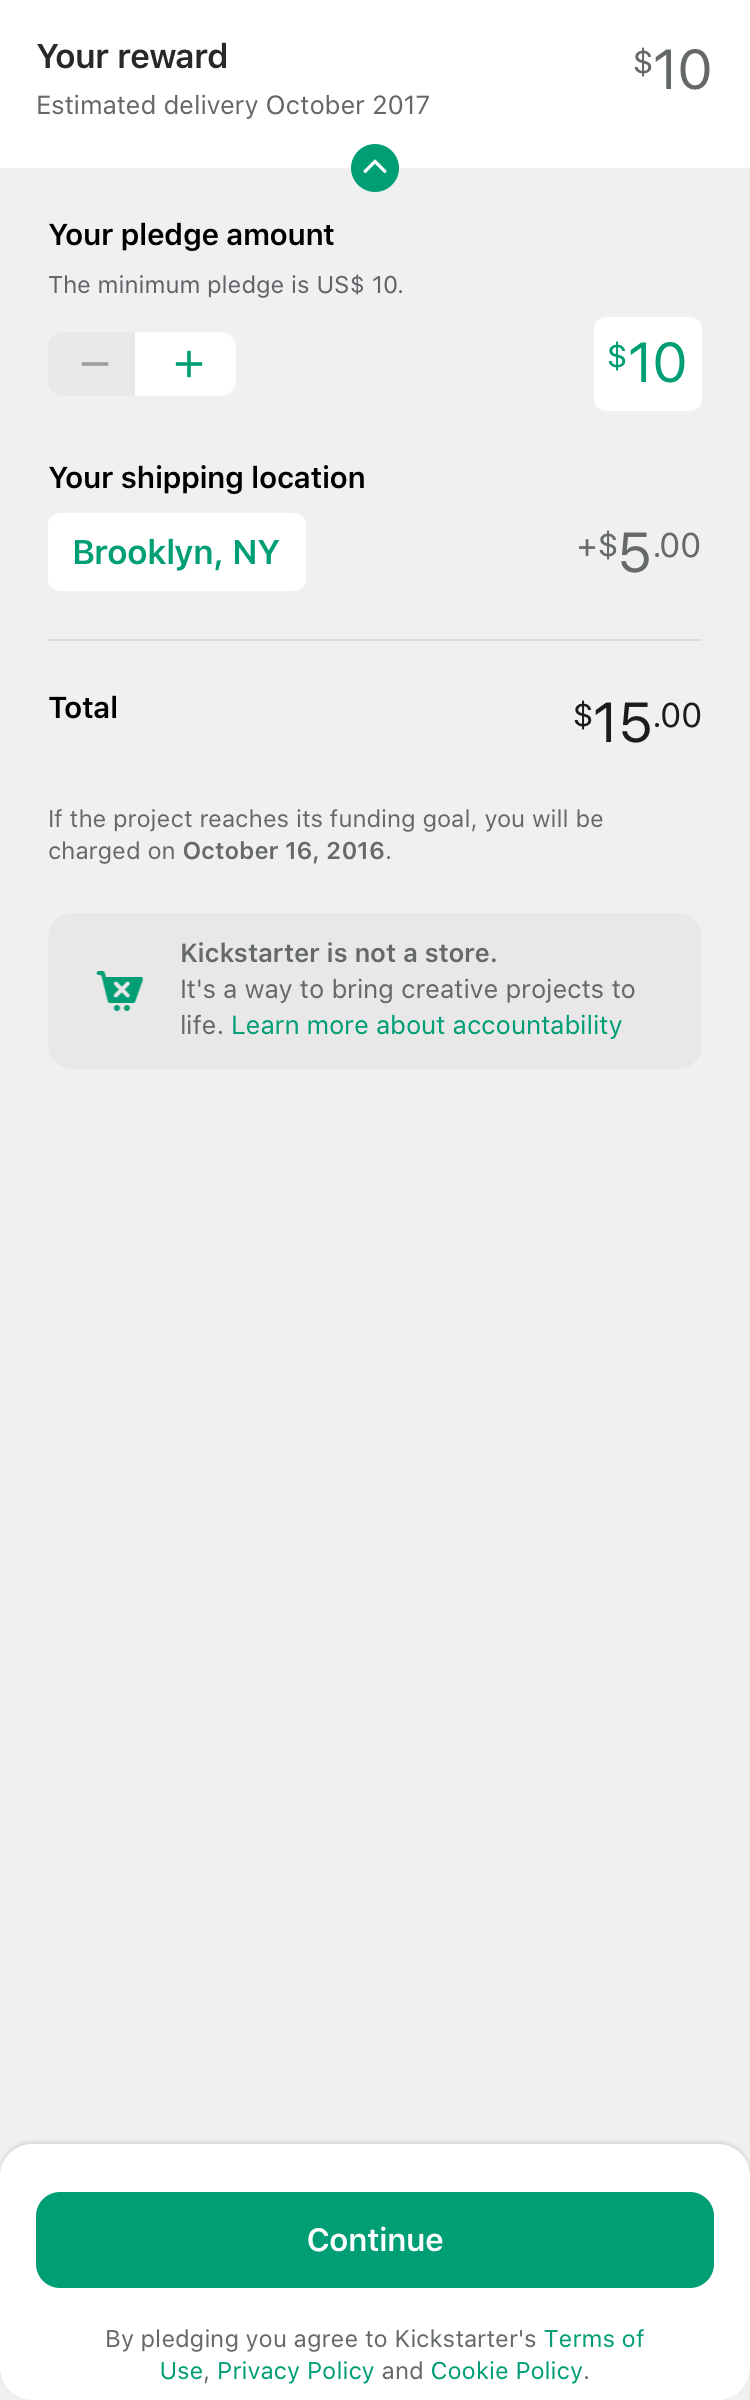 Your reward
$10
Estimated delivery October 2017
Your pledge amount
The minimum pledge is US$ 10.
$10
Your shipping location
Brooklyn, NY
+$5.00
Total
$15.00
If the project reaches its funding goal, you will be
charged on October 16, 2016.
Kickstarter is not a store.
It's a way to bring creative projects to
life. Learn more about accountability
Continue
By pledging you agree to Kickstarter's Terms of
Use, Privacy Policy and Cookie Policy.